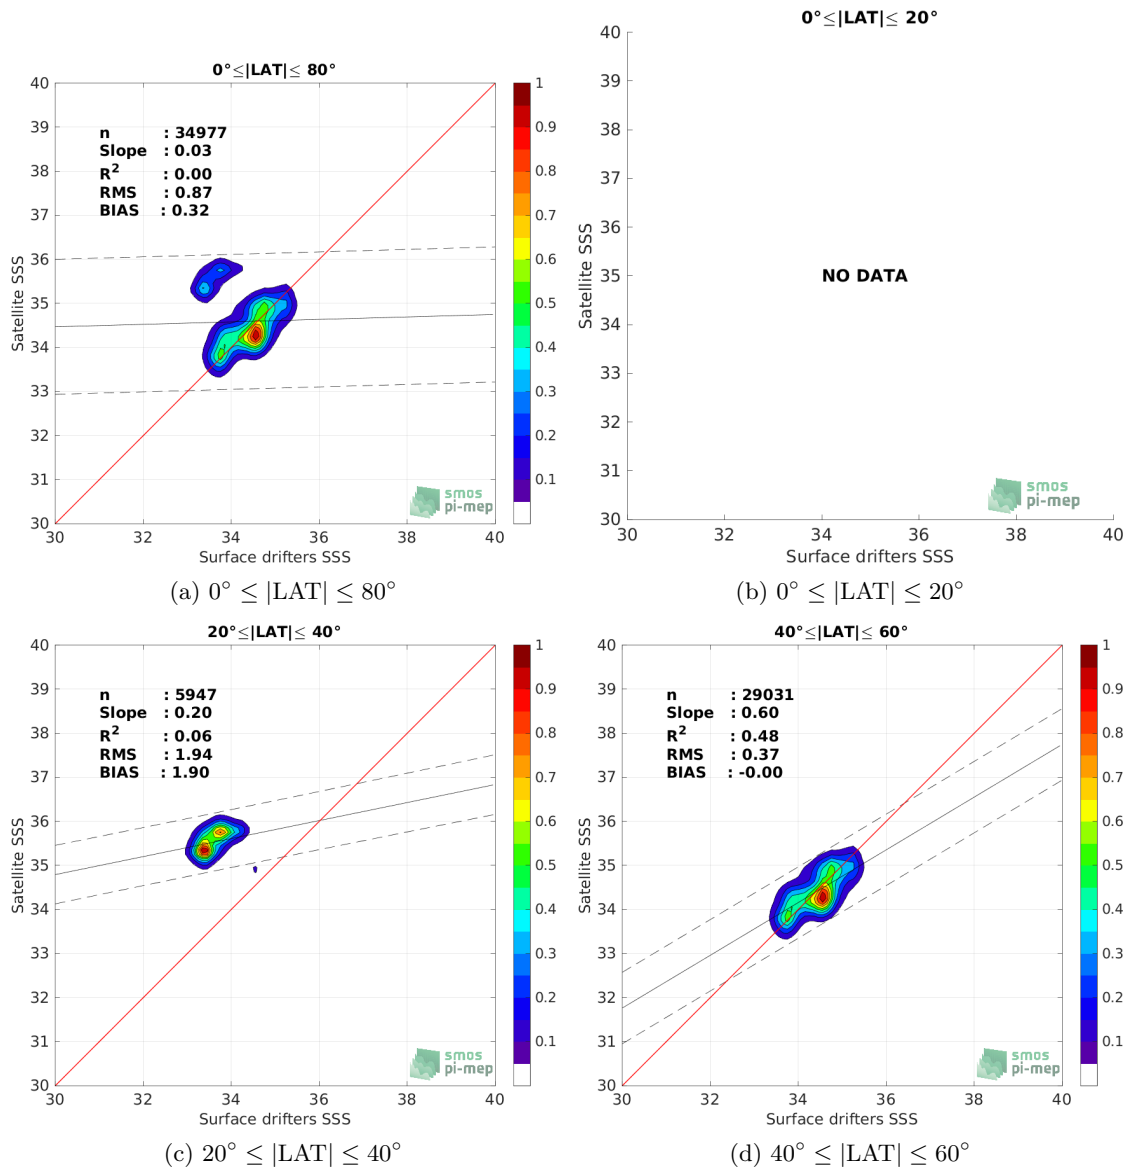 0°≤|LAT|≤ 80°
40
39
38
37
36
35
34
33
32
31
30
Satellite SSS
n : 34977
Slope : 0.03
R² : 0.00
RMS : 0.87
BIAS : 0.32
smos
pi-mep
30 32 34 36 38 40
Surface drifters SSS
1
0.9
0.8
0.7
0.6
0.5
0.4
0.3
0.2
0.1
(a) 0° ≤ |LAT| ≤ 80°
0°≤|LAT|≤ 20°
40
39
38
37
36
35
34
33
32
31
30
Satellite SSS
NO DATA
smos
pi-mep
30 32 34 36 38 40
Surface drifters SSS
(b) 0° ≤ |LAT| ≤ 20°
20°≤|LAT|≤ 40°
40
39
38
37
36
35
34
33
32
31
30
Satellite SSS
n : 5947
Slope : 0.20
R² : 0.06
RMS : 1.94
BIAS : 1.90
smos
pi-mep
30 32 34 36 38 40
Surface drifters SSS
1
0.9
0.8
0.7
0.6
0.5
0.4
0.3
0.2
0.1
(c) 20° ≤ |LAT| ≤ 40°
40°≤|LAT|≤ 60°
40
39
38
37
36
35
34
33
32
31
30
Satellite SSS
n : 29031
Slope : 0.60
R² : 0.48
RMS : 0.37
BIAS : -0.00
smos
pi-mep
30 32 34 36 38 40
Surface drifters SSS
1
0.9
0.8
0.7
0.6
0.5
0.4
0.3
0.2
0.1
(d) 40° ≤ |LAT| ≤ 60°